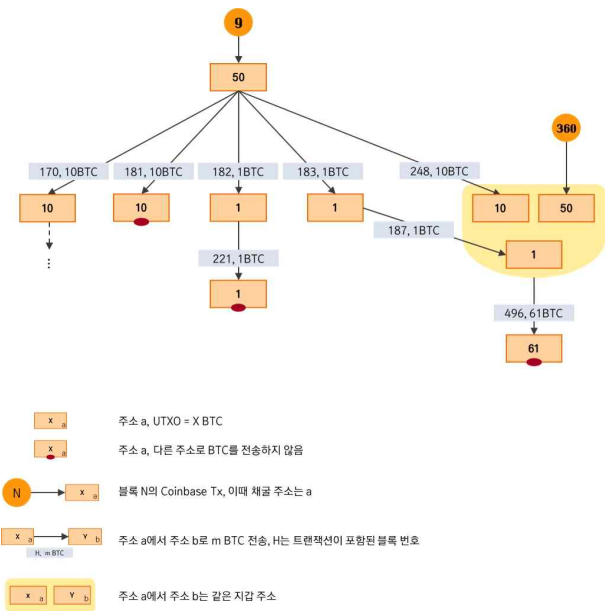 9
50
360
170, 10BTC
181, 10BTC
182, 1BTC
183, 1BTC
248, 10BTC
10
10
1
1
10
50
187, 1BTC
⋮
221, 1BTC
1
1
496, 61BTC
61
X a
주소 a, UTXO = X BTC
X a
주소 a, 다른 주소로 BTC를 전송하지 않음
N
X a
블록 N의 Coinbase Tx, 이때 채굴 주소는 a
X a
Y b
H, m BTC
주소 a에서 주소 b로 m BTC 전송, H는 트랜잭션이 포함된 블록 번호
X a
Y b
주소 a에서 주소 b는 같은 지갑 주소